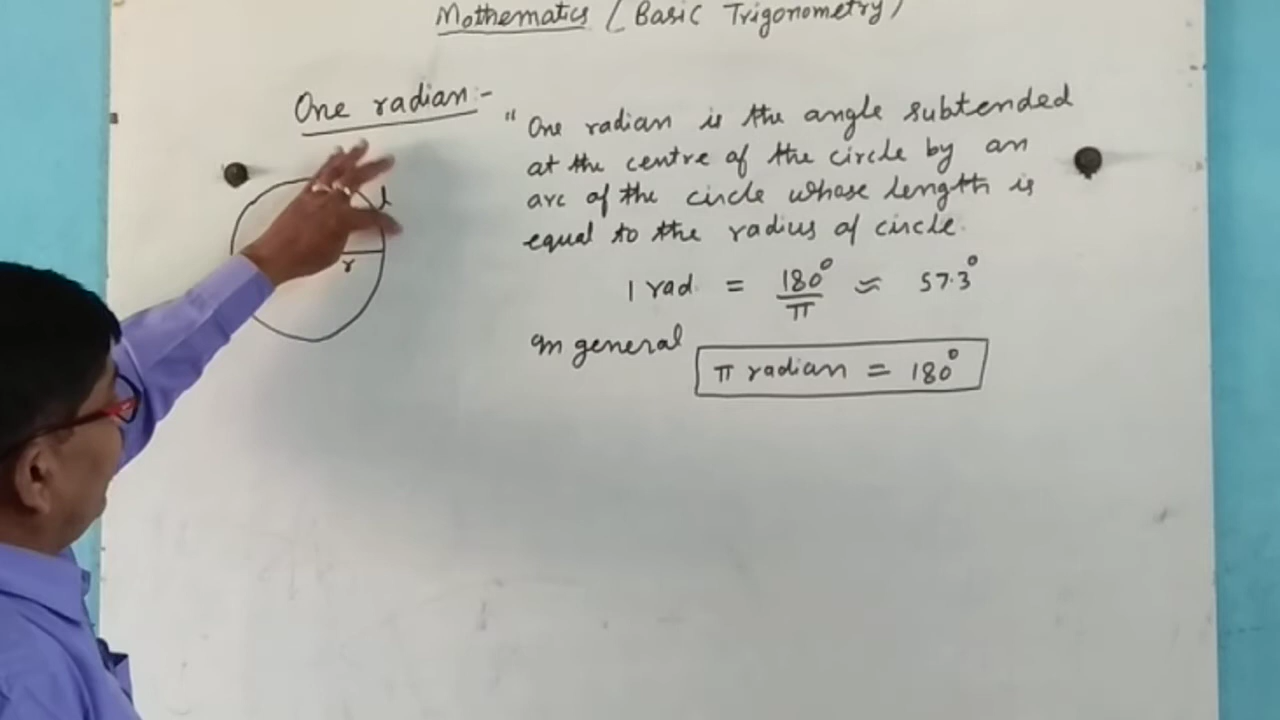 Mothematics ( Basic Trigonometry )
One radian :-
" One radian is the angle subtended
at the centre of the circle by an
arc of the circle whose length is
equal to the radius of circle.
l
r
1 rad = 180°/π ≈ 57.3°
In general
π radian = 180°